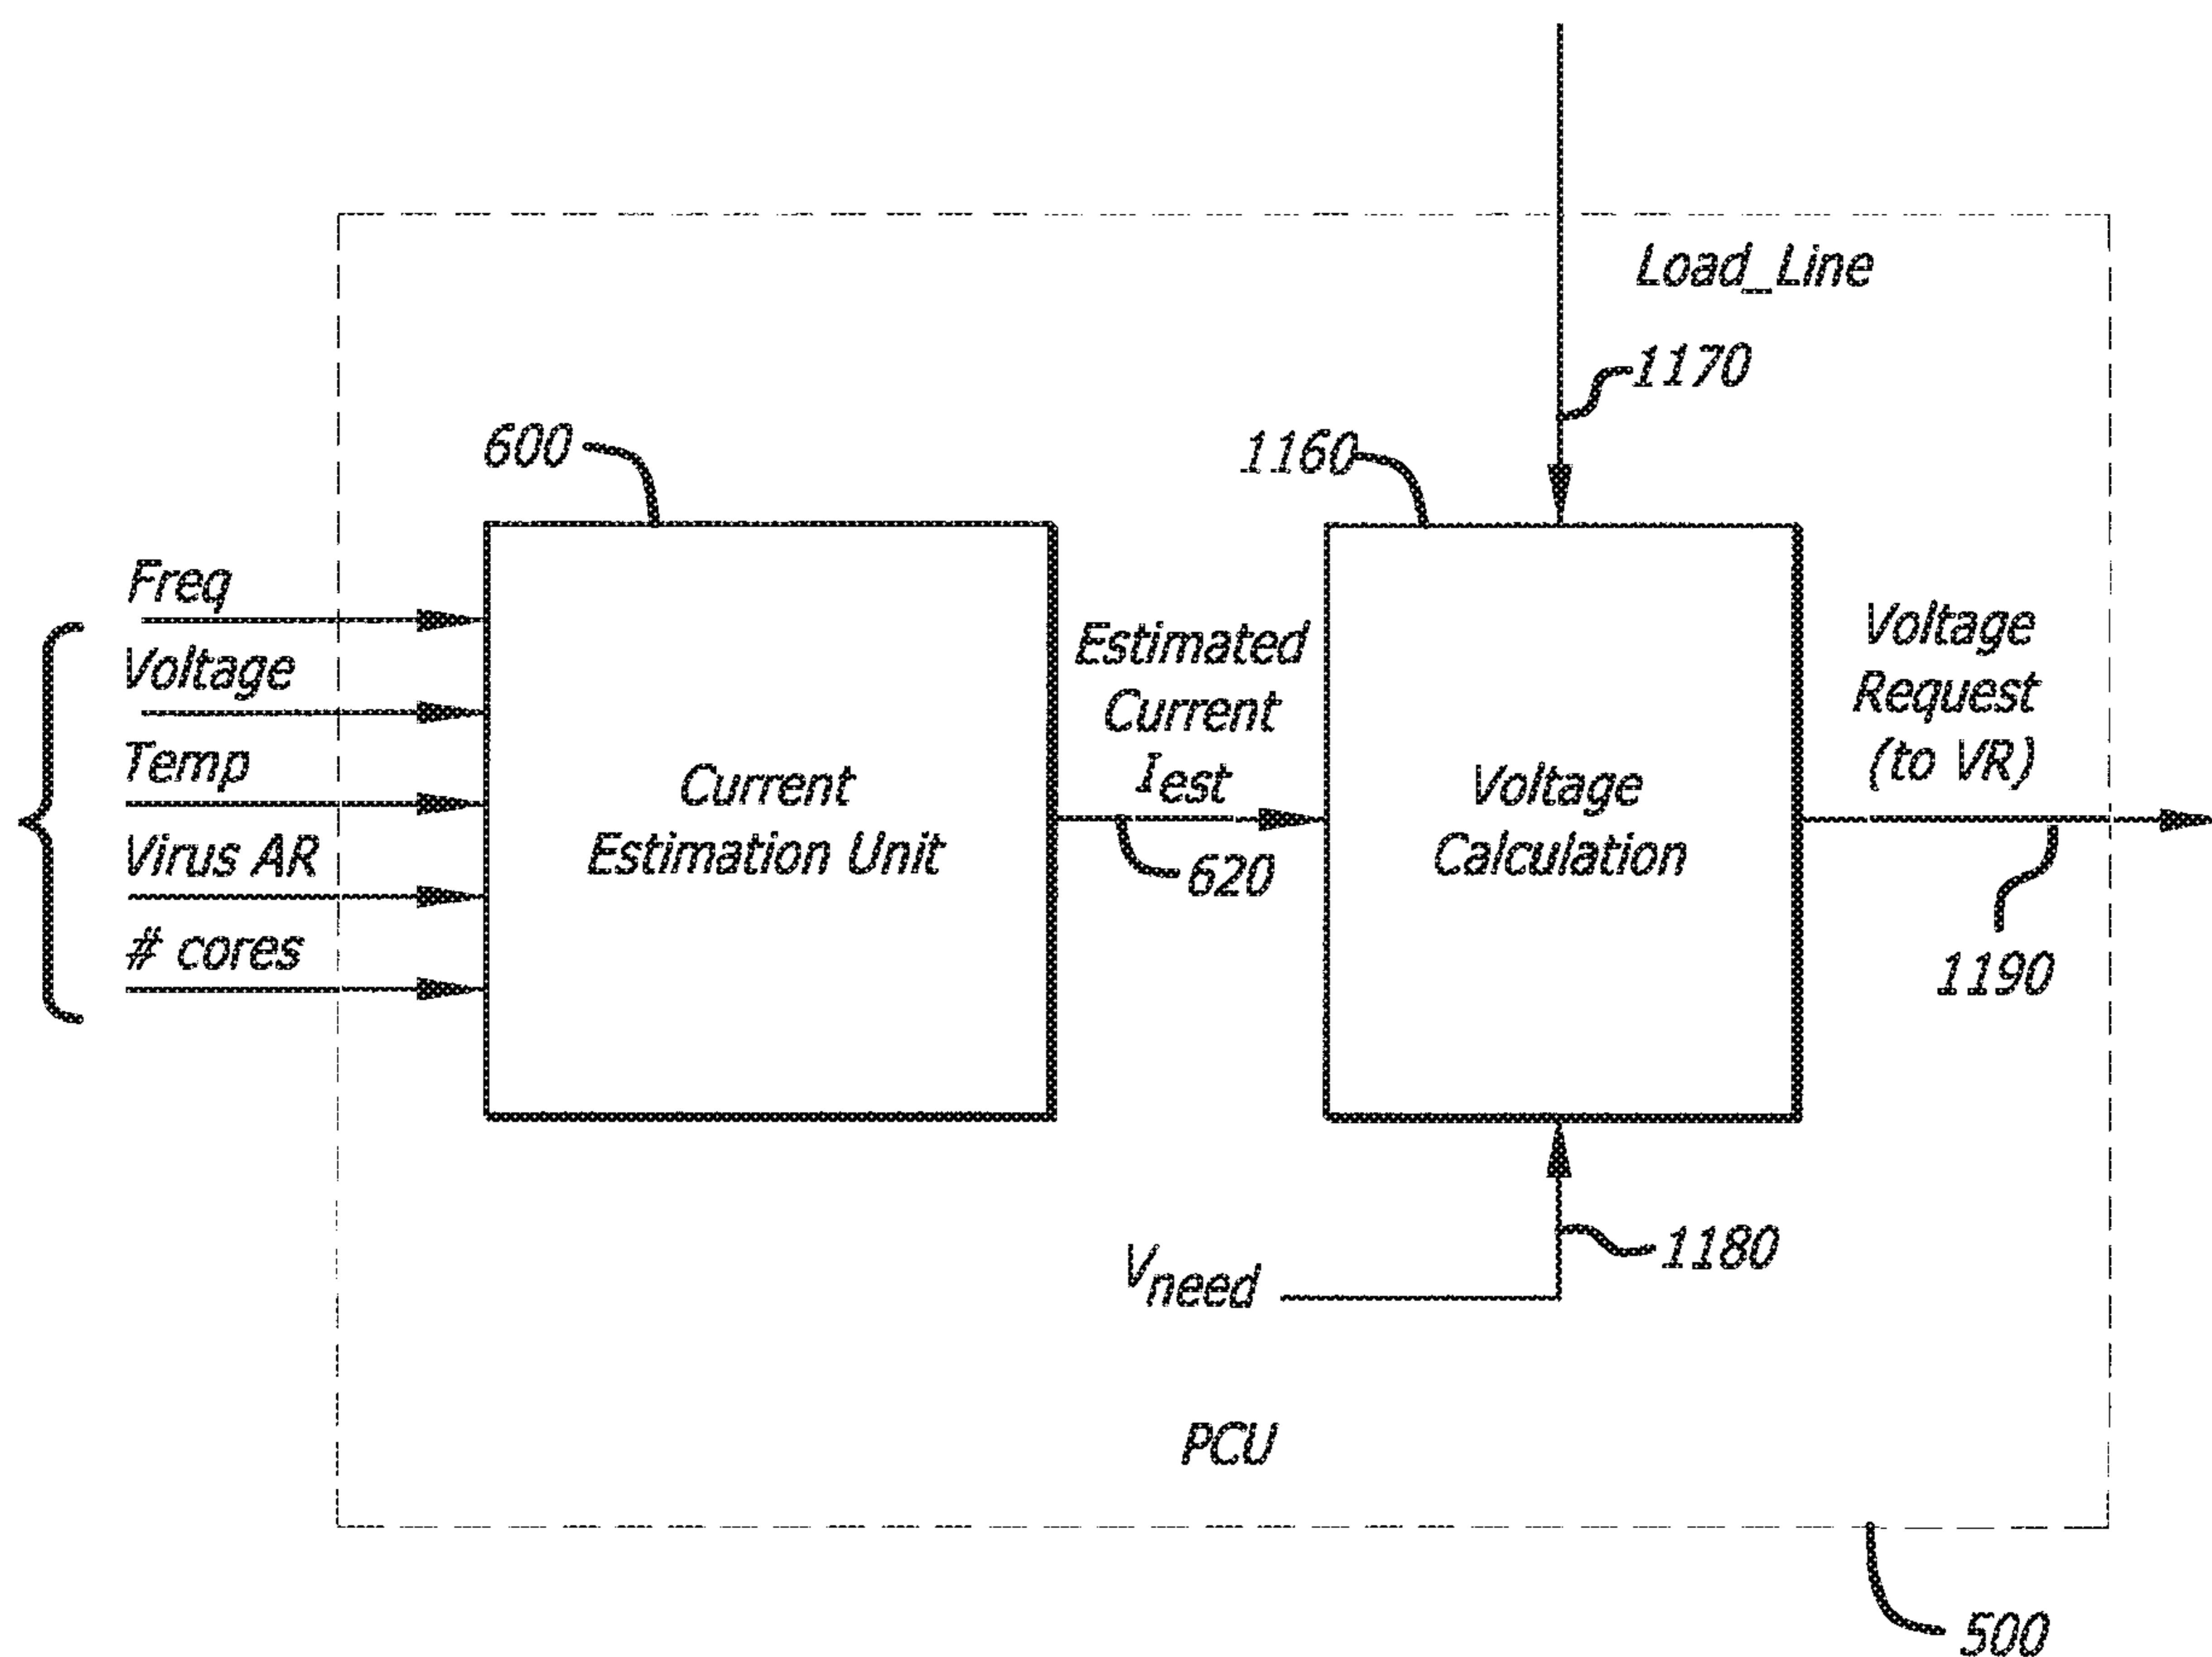 Load_Line
1170
600
1160
Freq
Voltage
Temp
Virus AR
# cores
Current
Estimation Unit
Estimated
Current
Iest
620
Voltage
Calculation
Voltage
Request
(to VR)
1190
Vneed
1180
PCU
500